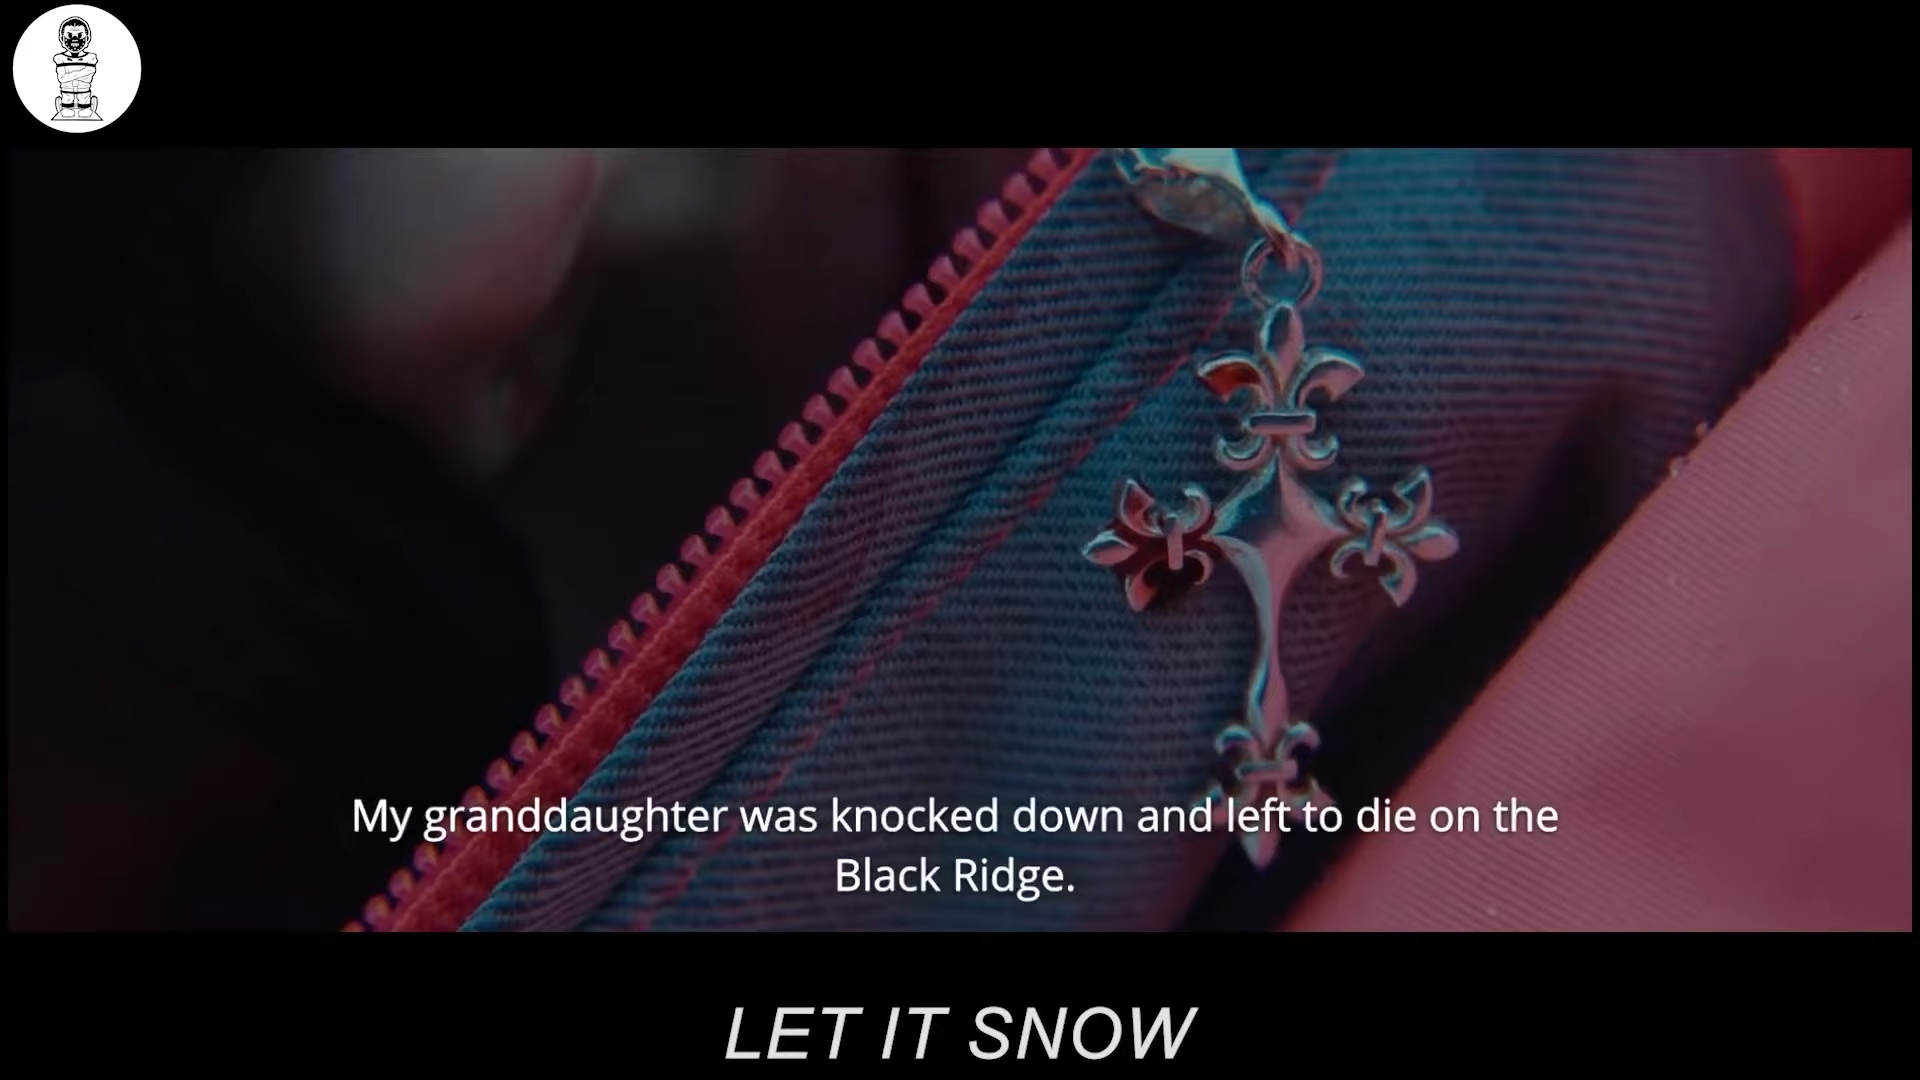 My granddaughter was knocked down and left to die on the
Black Ridge.
LET IT SNOW